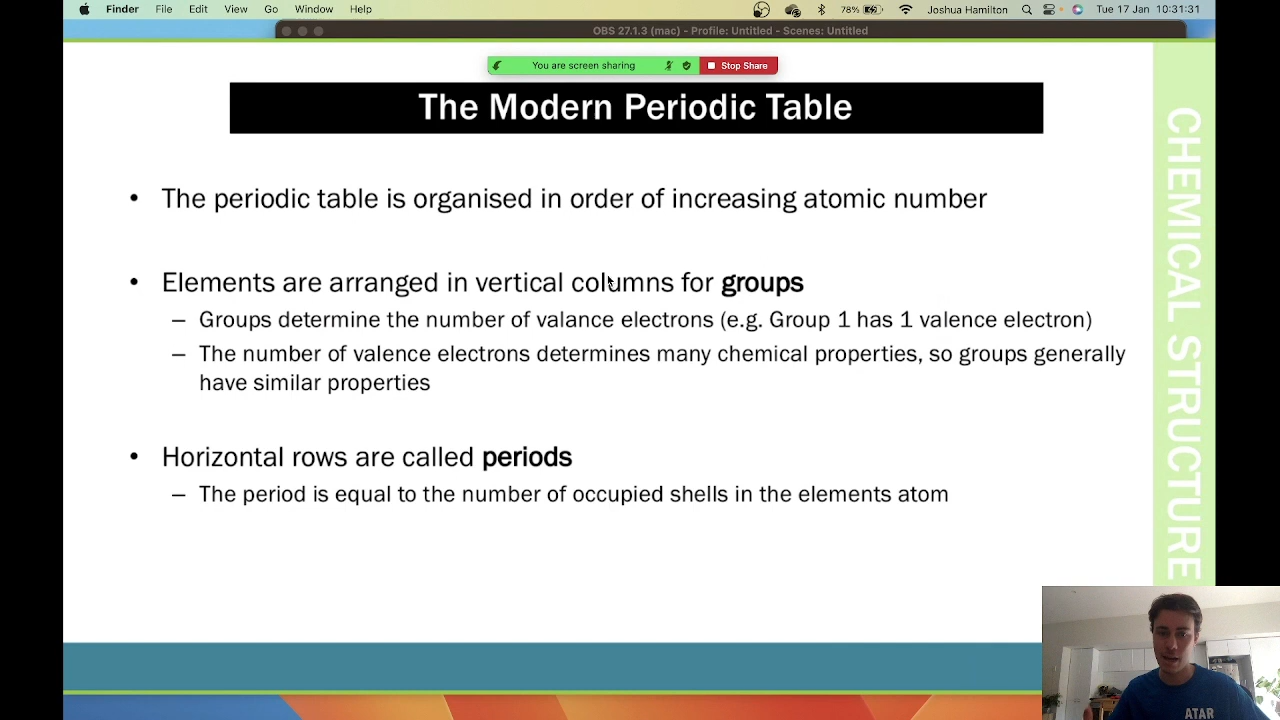 Finder File Edit View Go Window Help 78% Joshua Hamilton Tue 17 Jan 10:31:31
OBS 27.1.3 (mac) - Profile: Untitled - Scenes: Untitled
You are screen sharing Stop Share
The Modern Periodic Table
• The periodic table is organised in order of increasing atomic number
• Elements are arranged in vertical columns for groups
– Groups determine the number of valance electrons (e.g. Group 1 has 1 valence electron)
– The number of valence electrons determines many chemical properties, so groups generally
have similar properties
• Horizontal rows are called periods
– The period is equal to the number of occupied shells in the elements atom
CHEMICAL STRUCTURE
ATAR